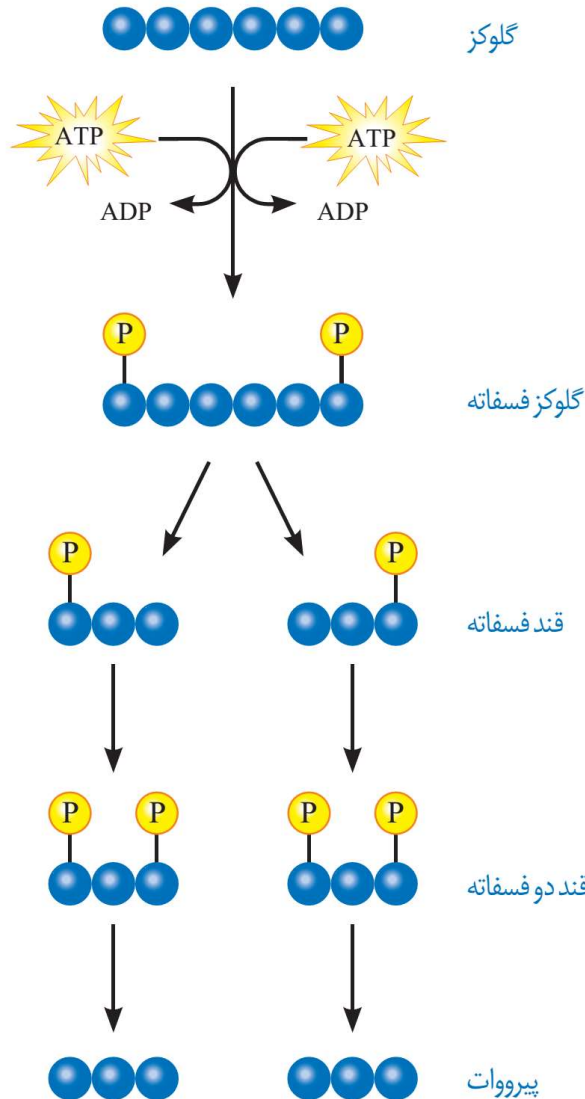 گلوکز
ATP ATP
ADP ADP
P P
گلوکز فسفاته
P P
قند فسفاته
P P P P
قند دو فسفاته
پیرووات